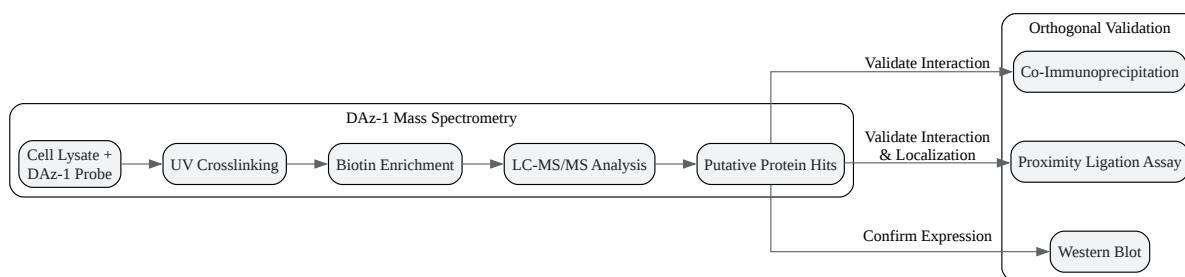 Orthogonal Validation
Validate Interaction
Co-Immunoprecipitation
DAz-1 Mass Spectrometry
Cell Lysate +
DAz-1 Probe
UV Crosslinking
Biotin Enrichment
LC-MS/MS Analysis
Putative Protein Hits
Validate Interaction
& Localization
Proximity Ligation Assay
Confirm Expression
Western Blot